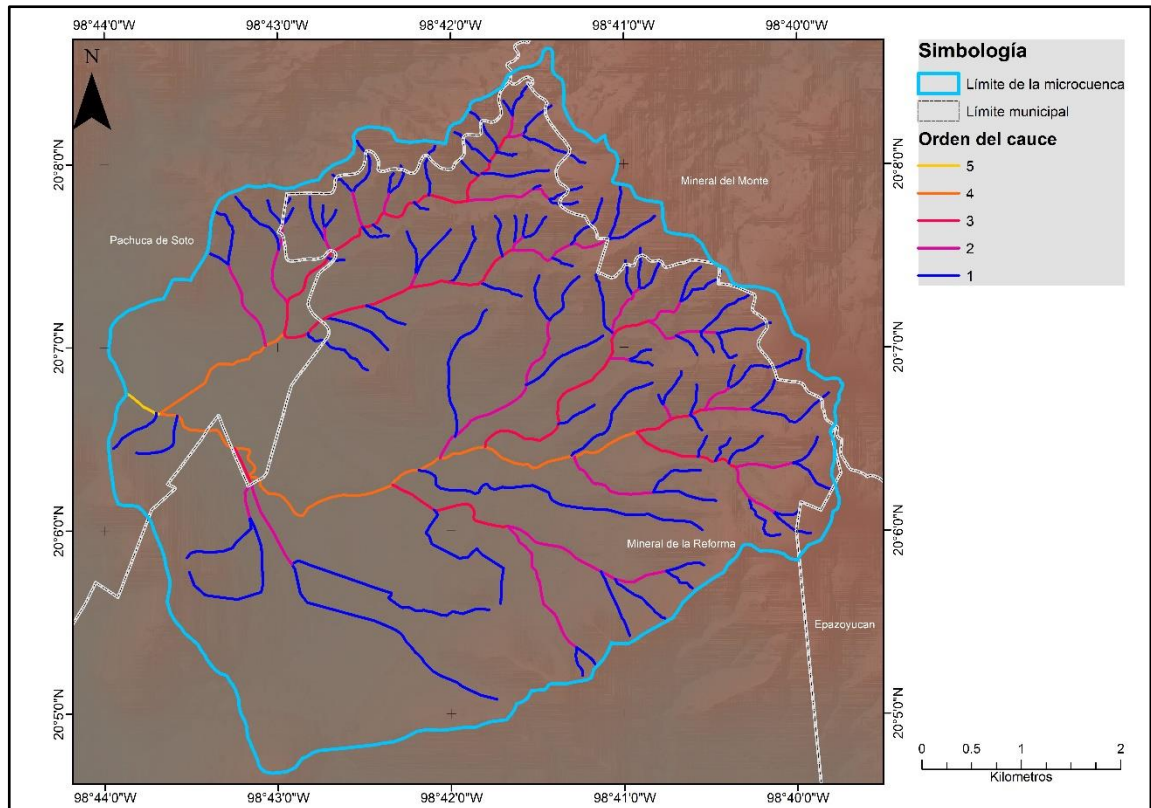 98°44'0"W 98°43'0"W 98°42'0"W 98°41'0"W 98°40'0"W
N
Simbología
Límite de la microcuenca
Límite municipal
Orden del cauce
5
4
3
2
1
20°8'0"N
20°8'0"N
Mineral del Monte
Pachuca de Soto
20°7'0"N
20°7'0"N
20°6'0"N
20°6'0"N
Mineral de la Reforma
Epazoyucan
20°5'0"N
20°5'0"N
0 0.5 1 2
Kilometros
98°44'0"W 98°43'0"W 98°42'0"W 98°41'0"W 98°40'0"W